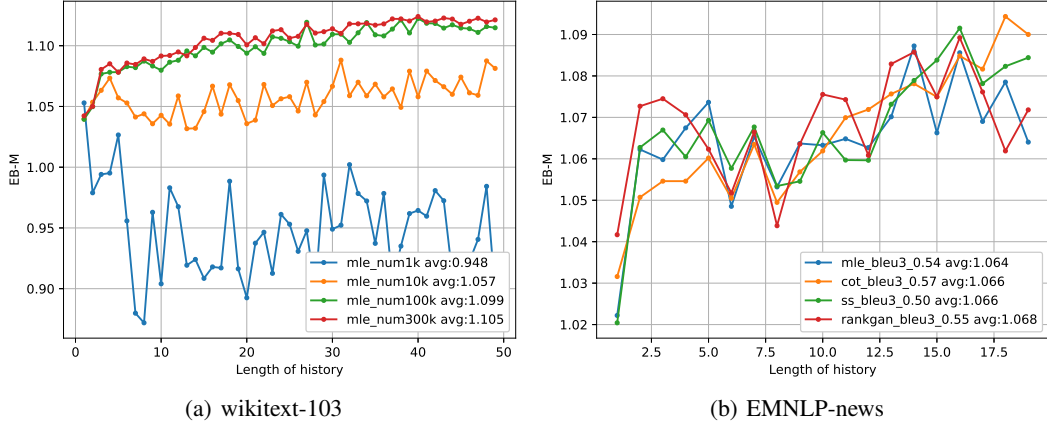 1.10
1.05
1.00
0.95
0.90
EB-M
0 10 20 30 40 50
Length of history
mle_num1k avg:0.948
mle_num10k avg:1.057
mle_num100k avg:1.099
mle_num300k avg:1.105
(a) wikitext-103
1.09
1.08
1.07
1.06
1.05
1.04
1.03
1.02
EB-M
2.5 5.0 7.5 10.0 12.5 15.0 17.5
Length of history
mle_bleu3_0.54 avg:1.064
cot_bleu3_0.57 avg:1.066
ss_bleu3_0.50 avg:1.066
rankgan_bleu3_0.55 avg:1.068
(b) EMNLP-news